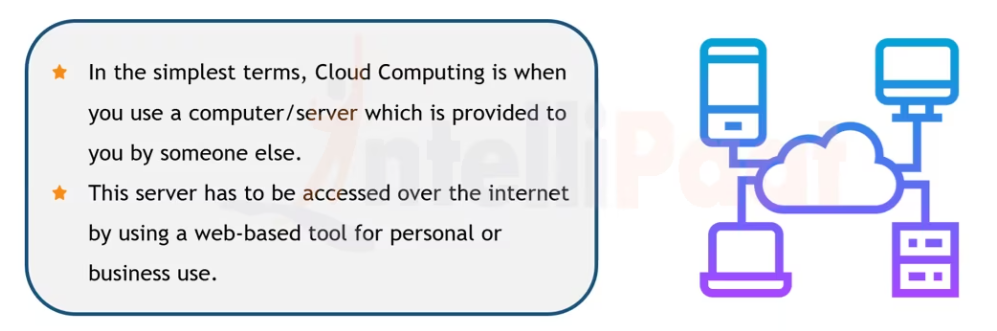 In the simplest terms, Cloud Computing is when
you use a computer/server which is provided to
you by someone else.
This server has to be accessed over the internet
by using a web-based tool for personal or
business use.
IntelliPaat